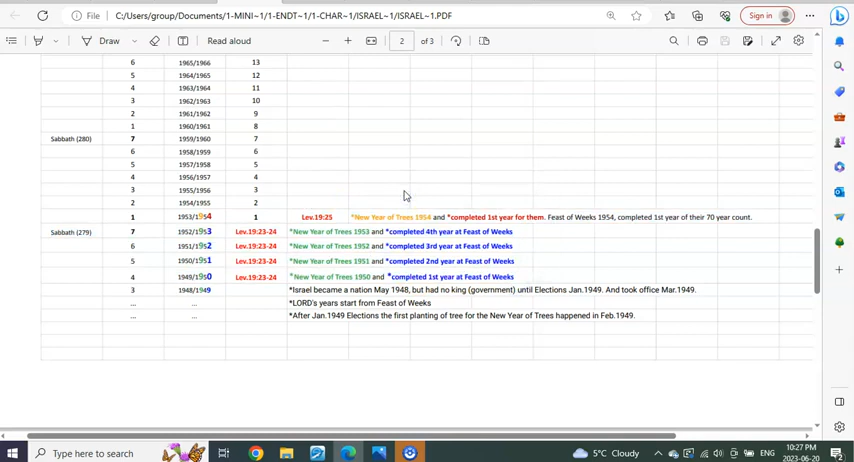 File
C:/Users/group/Documents/1-MINI~1/1-ENDT~1/1-CHAR~1/ISRAEL~1/ISRAEL~1.PDF
Sign in
Draw
Read aloud
2 of 3
6 1965/1966 13
5 1964/1965 12
4 1963/1964 11
3 1962/1963 10
2 1961/1962 9
1 1960/1961 8
Sabbath (280) 7 1959/1960 7
6 1958/1959 6
5 1957/1958 5
4 1956/1957 4
3 1955/1956 3
2 1954/1955 2
1 1953/1954 1 Lev.19:25 *New Year of Trees 1954 and *completed 1st year for them. Feast of Weeks 1954, completed 1st year of their 70 year count.
Sabbath (279) 7 1952/1953 Lev.19:23-24 *New Year of Trees 1953 and *completed 4th year at Feast of Weeks
6 1951/1952 Lev.19:23-24 *New Year of Trees 1952 and *completed 3rd year at Feast of Weeks
5 1950/1951 Lev.19:23-24 *New Year of Trees 1951 and *completed 2nd year at Feast of Weeks
4 1949/1950 Lev.19:23-24 *New Year of Trees 1950 and *completed 1st year at Feast of Weeks
3 1948/1949 *Israel became a nation May 1948, but had no king (government) until Elections Jan.1949. And took office Mar.1949.
... ... *LORD's years start from Feast of Weeks
... ... *After Jan.1949 Elections the first planting of tree for the New Year of Trees happened in Feb.1949.
Type here to search
5°C Cloudy
ENG
10:27 PM
2023-06-20